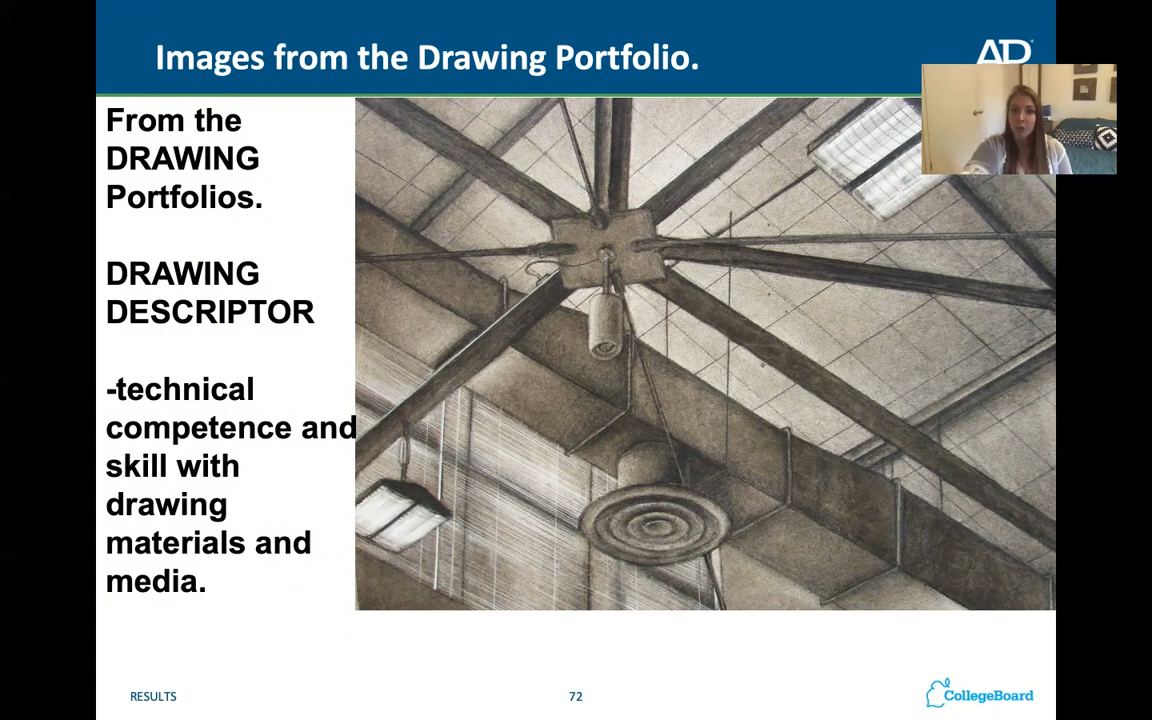 Images from the Drawing Portfolio.
AP
From the
DRAWING
Portfolios.
DRAWING
DESCRIPTOR
-technical
competence and
skill with
drawing
materials and
media.
RESULTS
72
CollegeBoard